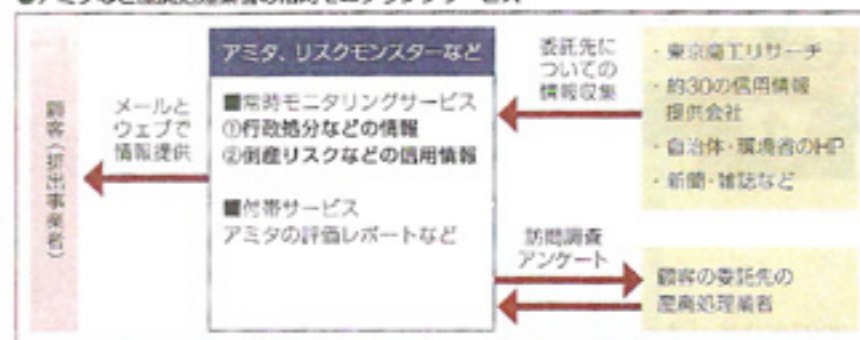 アミタ、リスクモンスターなど
■常時モニタリングサービス
①行政処分などの情報
②倒産リスクなどの信用情報
■付帯サービス
アミタの評価レポートなど
顧客(排出事業者)
メールと
ウェブで
情報提供
委託先に
ついての
情報収集
・東京商工リサーチ
・約30の信用情報
提供会社
・自治体・環境省のHP
・新聞・雑誌など
訪問調査
アンケート
顧客の委託先の
産廃処理業者